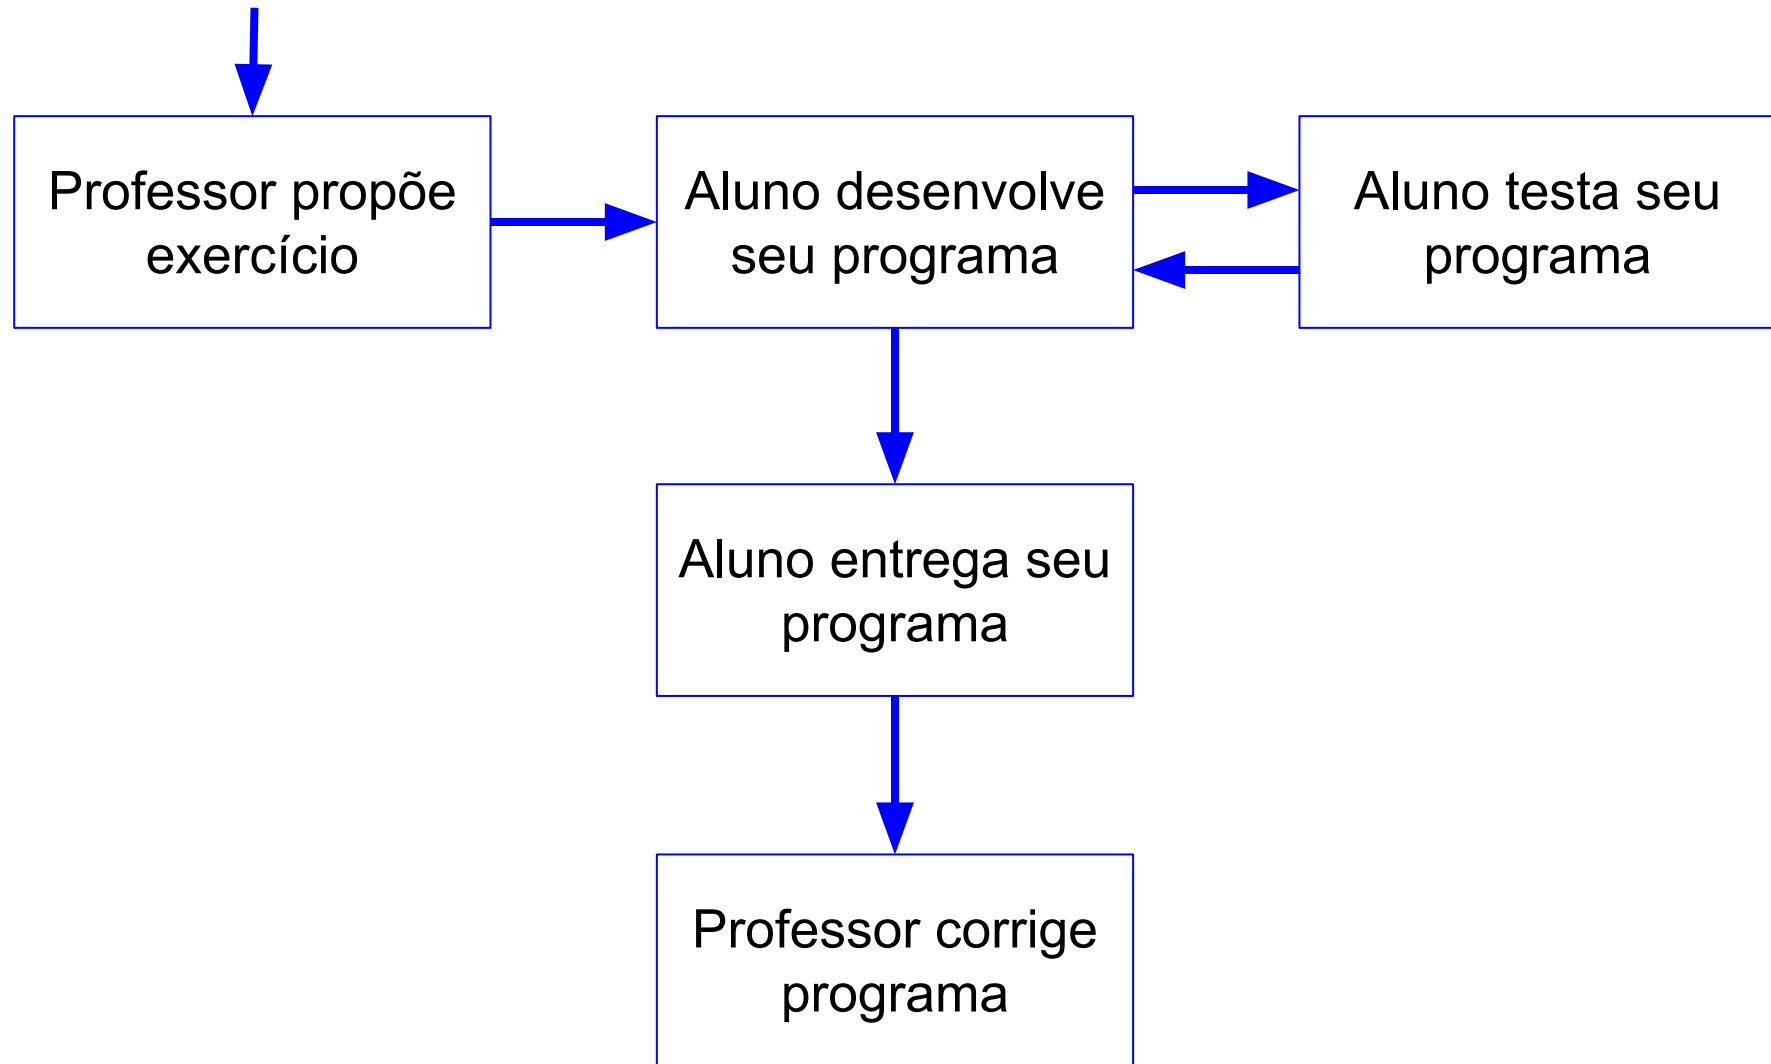 Professor propõe
exercício
Aluno desenvolve
seu programa
Aluno testa seu
programa
Aluno entrega seu
programa
Professor corrige
programa